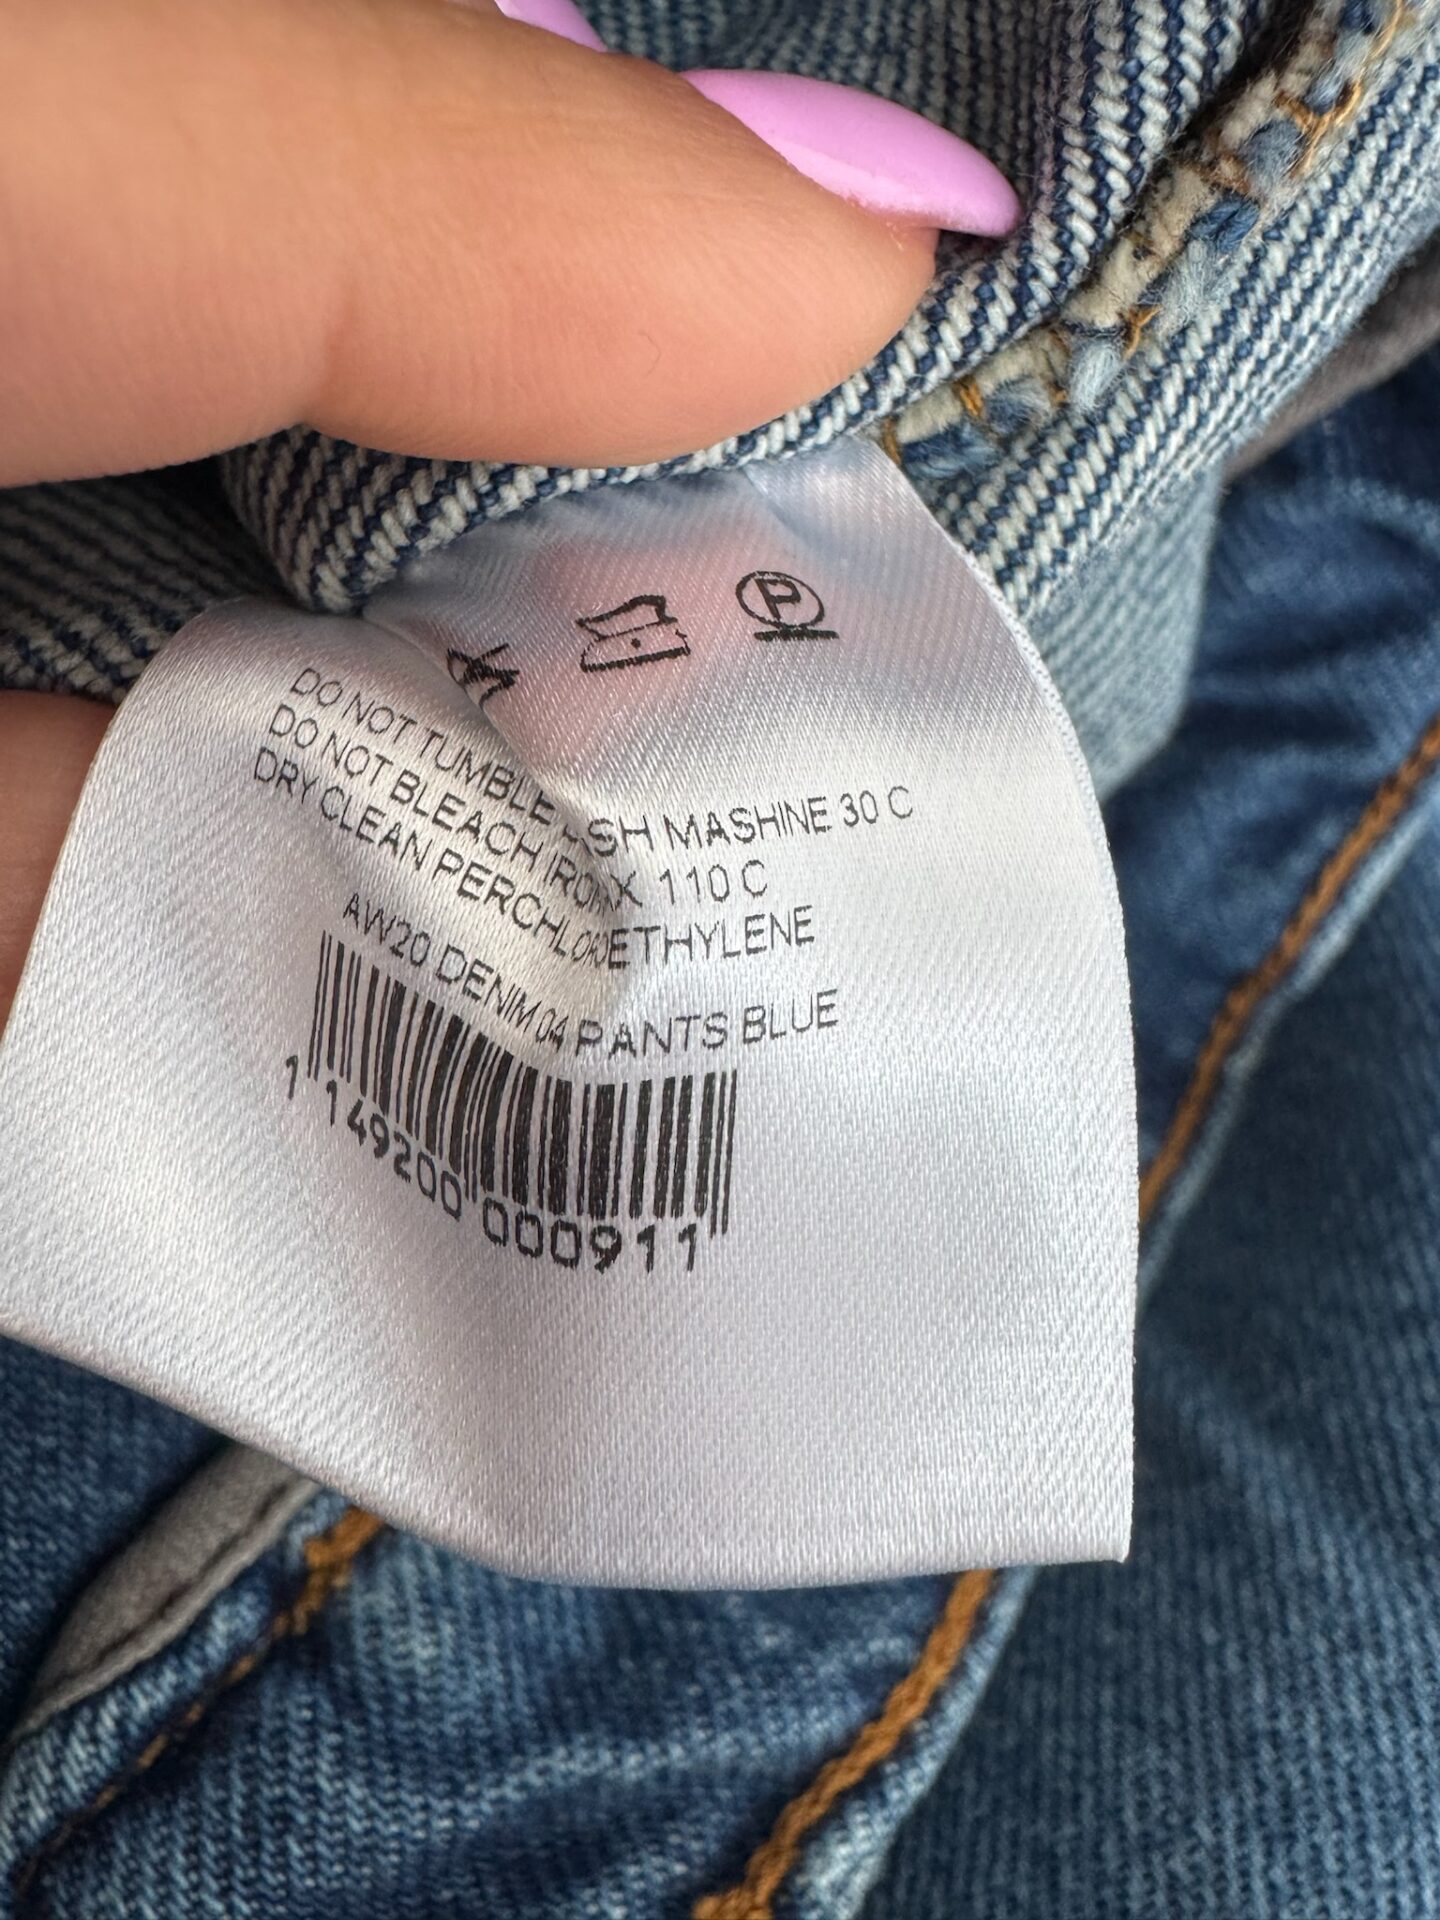 P
DO NOT TUMBLE MASHINE 30 C
DO NOT BLEACH 110 C
DRY CLEAN PERCHLOROETHYLENE
AW20 DENIM 04 PANTS BLUE
1 149200 000911